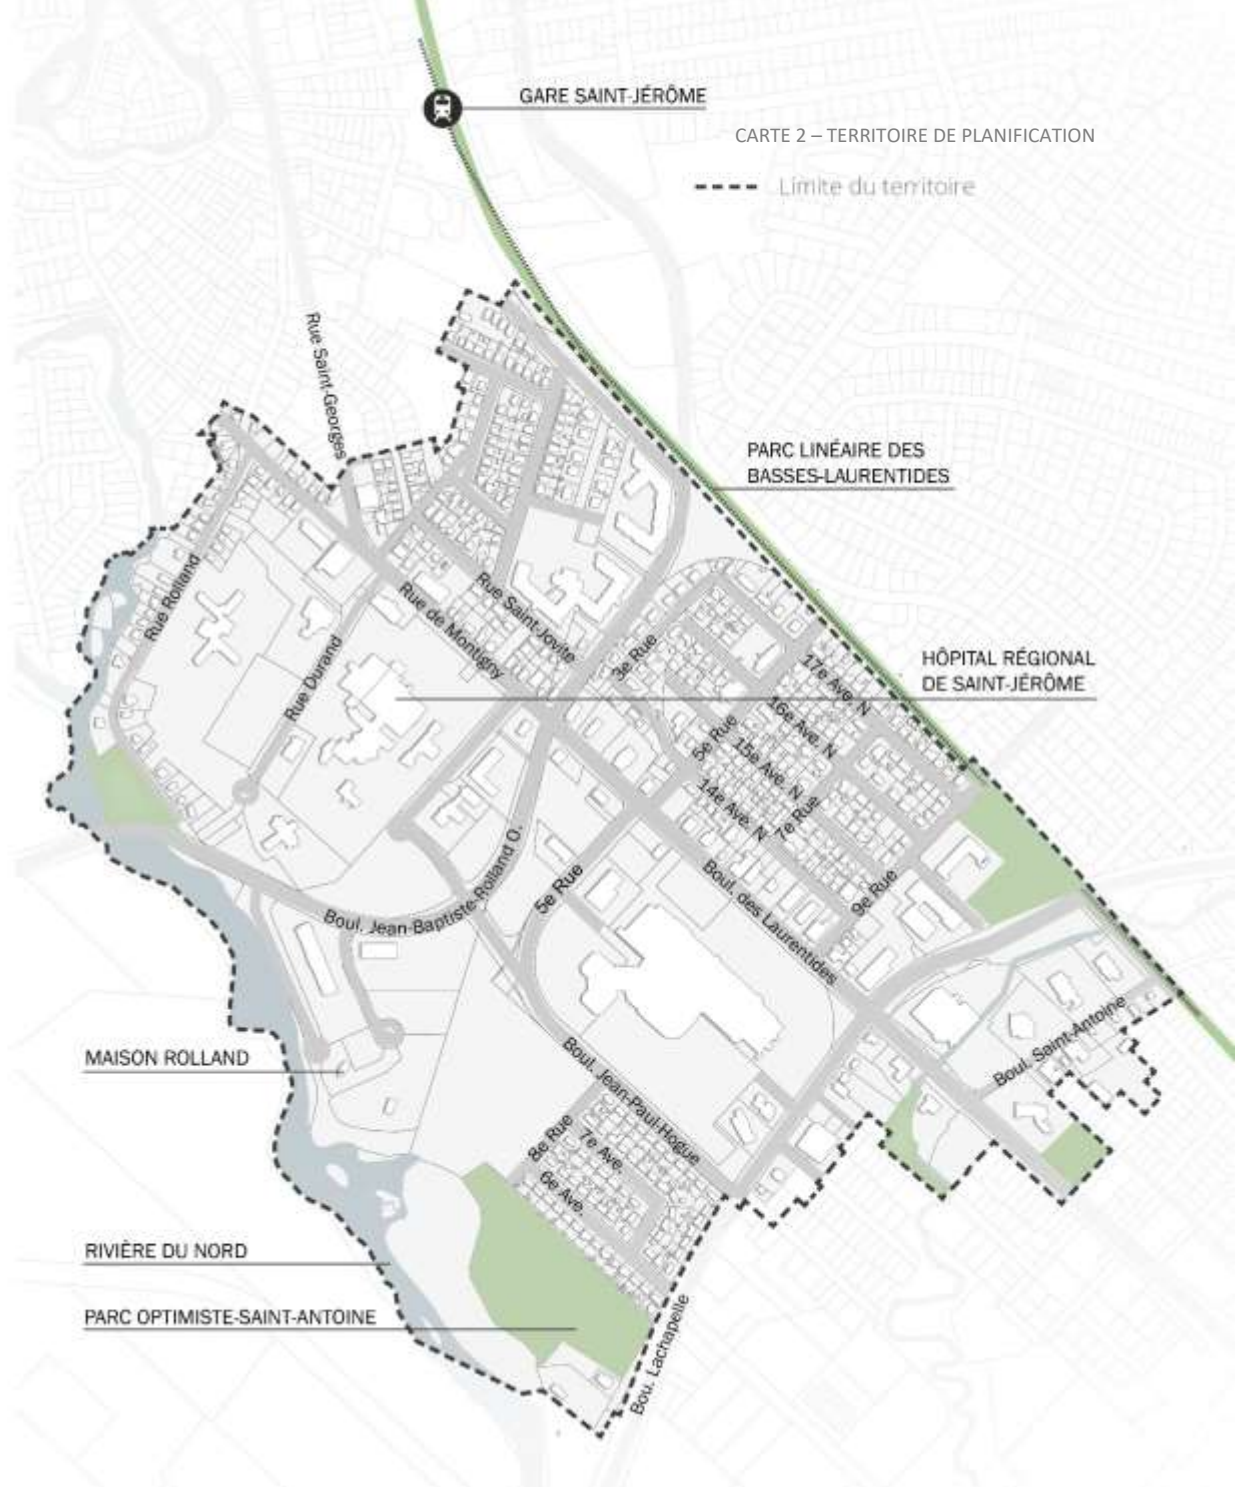 GARE SAINT-JÉRÔME
CARTE 2 – TERRITOIRE DE PLANIFICATION
Limite du territoire
Rue Saint-Georges
PARC LINÉAIRE DES
BASSES-LAURENTIDES
Rue Rolland
Rue Saint-Jovite
Rue de Montigny
3e Rue
Rue Durand
HÔPITAL RÉGIONAL
DE SAINT-JÉRÔME
17e Ave. N
16e Ave. N
5e Rue
15e Ave. N
14e Ave. N
7e Rue
Boul. Jean-Baptiste-Rolland O.
5e Rue
Boul. des Laurentides
9e Rue
MAISON ROLLAND
Boul. Saint-Antoine
Boul. Jean-Paul-Hogue
8e Rue
7e Ave.
6e Ave.
RIVIÈRE DU NORD
PARC OPTIMISTE-SAINT-ANTOINE
Bou. Lachapelle